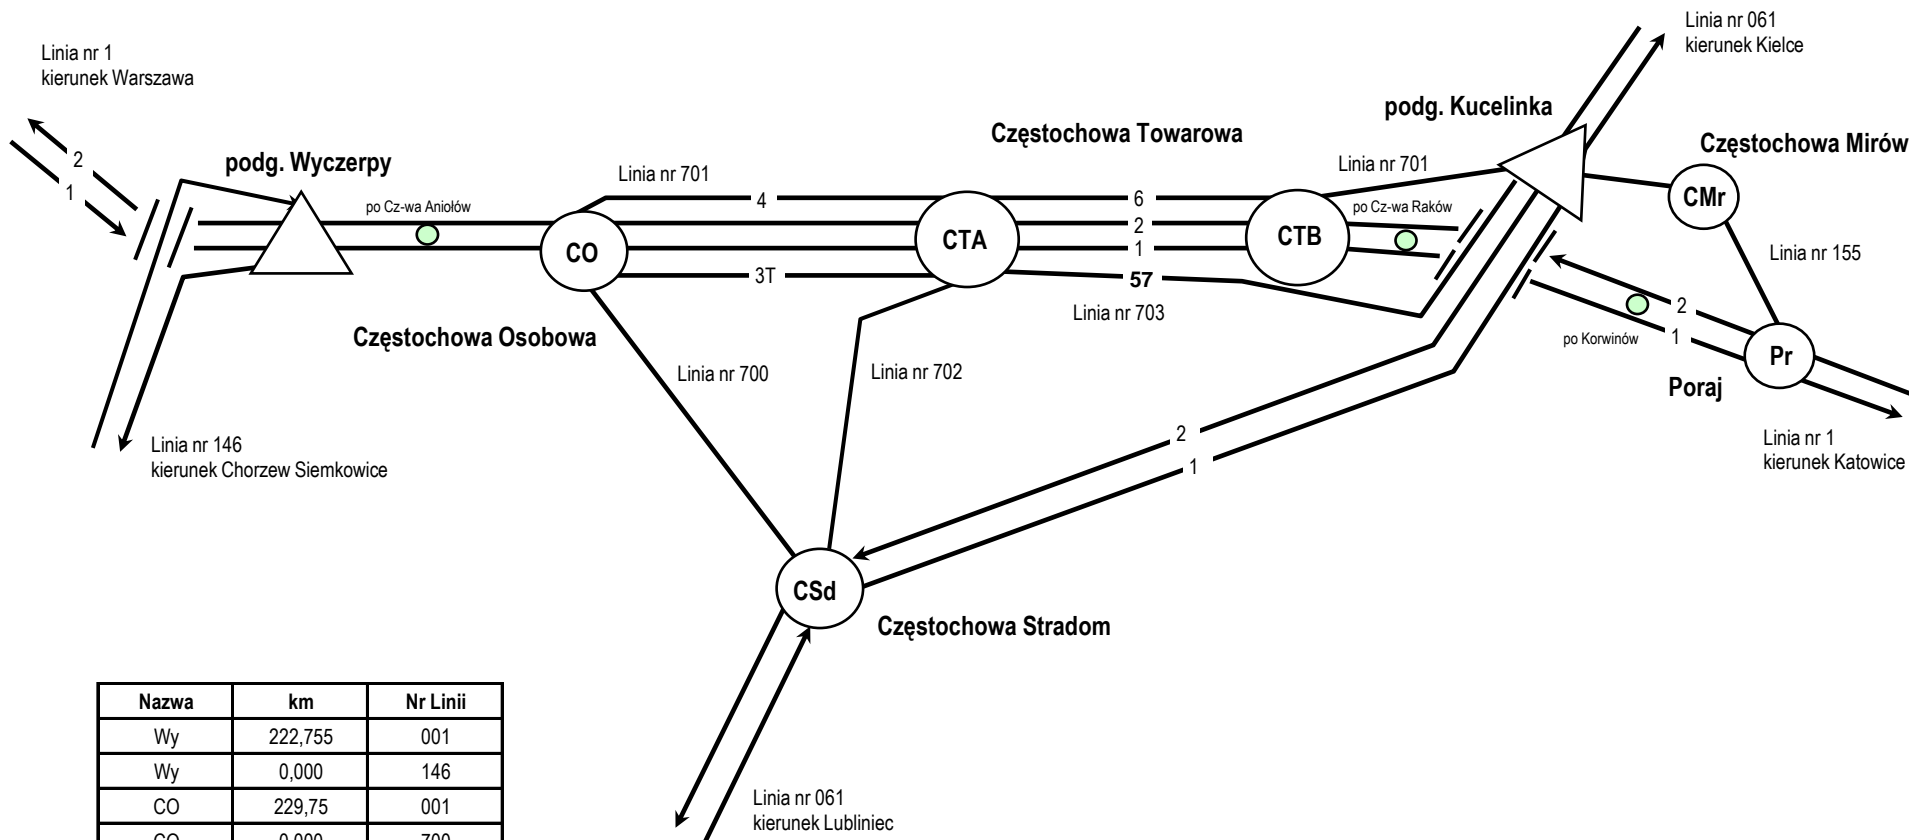 Linia nr 1
kierunek Warszawa
Linia nr 061
kierunek Kielce
podg. Kucelinka
Częstochowa Towarowa
Częstochowa Mirów
podg. Wyczerpy
Linia nr 701
Linia nr 701
2
1
po Cz-wa Aniołów
4
6
po Cz-wa Raków
CMr
2
CO
CTA
CTB
1
Linia nr 155
3T
57
2
Linia nr 703
po Korwinów
1
Częstochowa Osobowa
Pr
Linia nr 700
Linia nr 702
Poraj
Linia nr 146
kierunek Chorzew Siemkowice
2
1
Linia nr 1
kierunek Katowice
CSd
Częstochowa Stradom
Nazwa km Nr Linii
Wy 222,755 001
Wy 0,000 146
CO 229,75 001
CO 0,000 700
Linia nr 061
kierunek Lubliniec